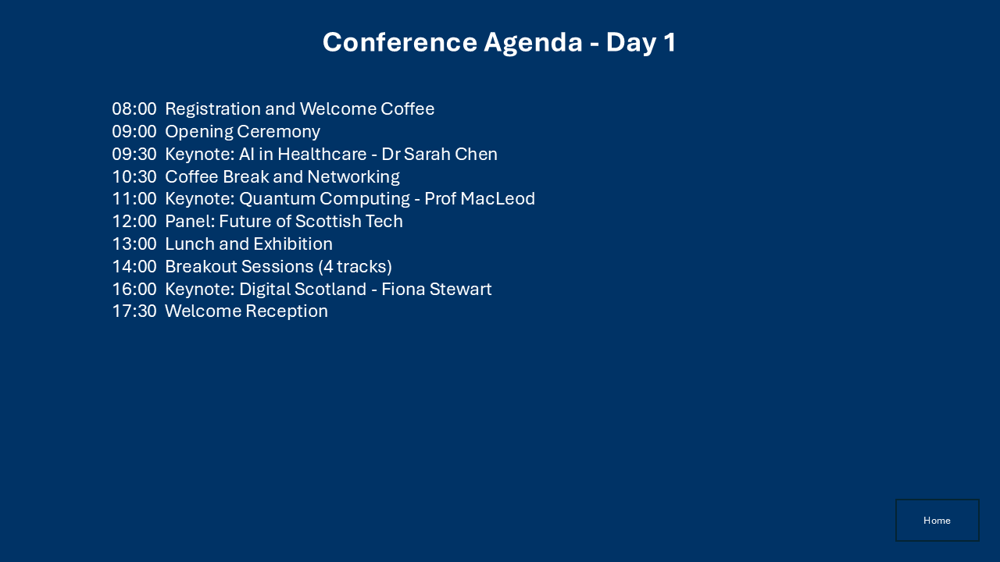 Conference Agenda - Day 1
08:00 Registration and Welcome Coffee
09:00 Opening Ceremony
09:30 Keynote: AI in Healthcare - Dr Sarah Chen
10:30 Coffee Break and Networking
11:00 Keynote: Quantum Computing - Prof MacLeod
12:00 Panel: Future of Scottish Tech
13:00 Lunch and Exhibition
14:00 Breakout Sessions (4 tracks)
16:00 Keynote: Digital Scotland - Fiona Stewart
17:30 Welcome Reception
Home